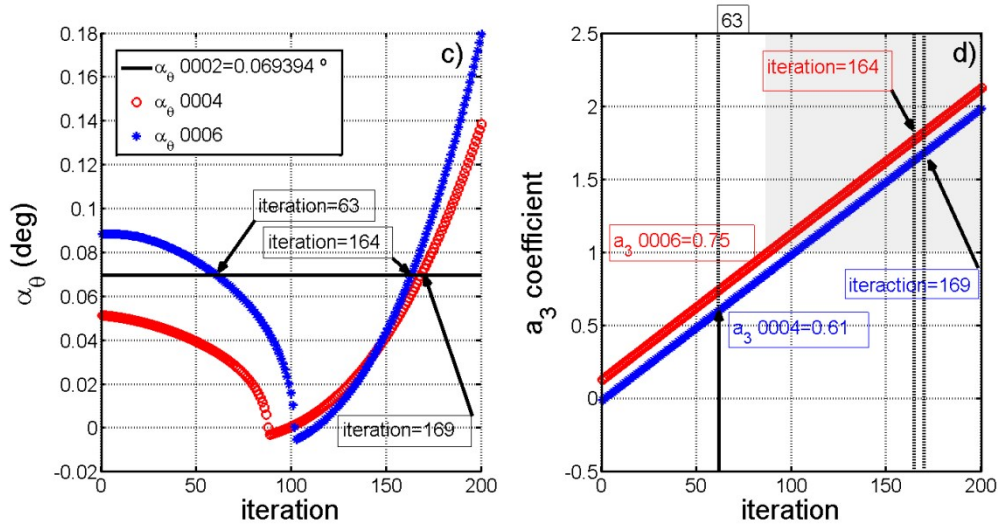 c)
α_θ 0002=0.069394 º
α_θ 0004
α_θ 0006
iteration=63
iteration=164
iteration=169
0.18
0.16
0.14
0.12
0.1
0.08
0.06
0.04
0.02
0
-0.02
α_θ (deg)
0
50
100
150
200
iteration
63
d)
iteration=164
a_3 0006=0.75
iteraction=169
a_3 0004=0.61
2.5
2
1.5
1
0.5
0
-0.5
a_3 coefficient
0
50
100
150
200
iteration